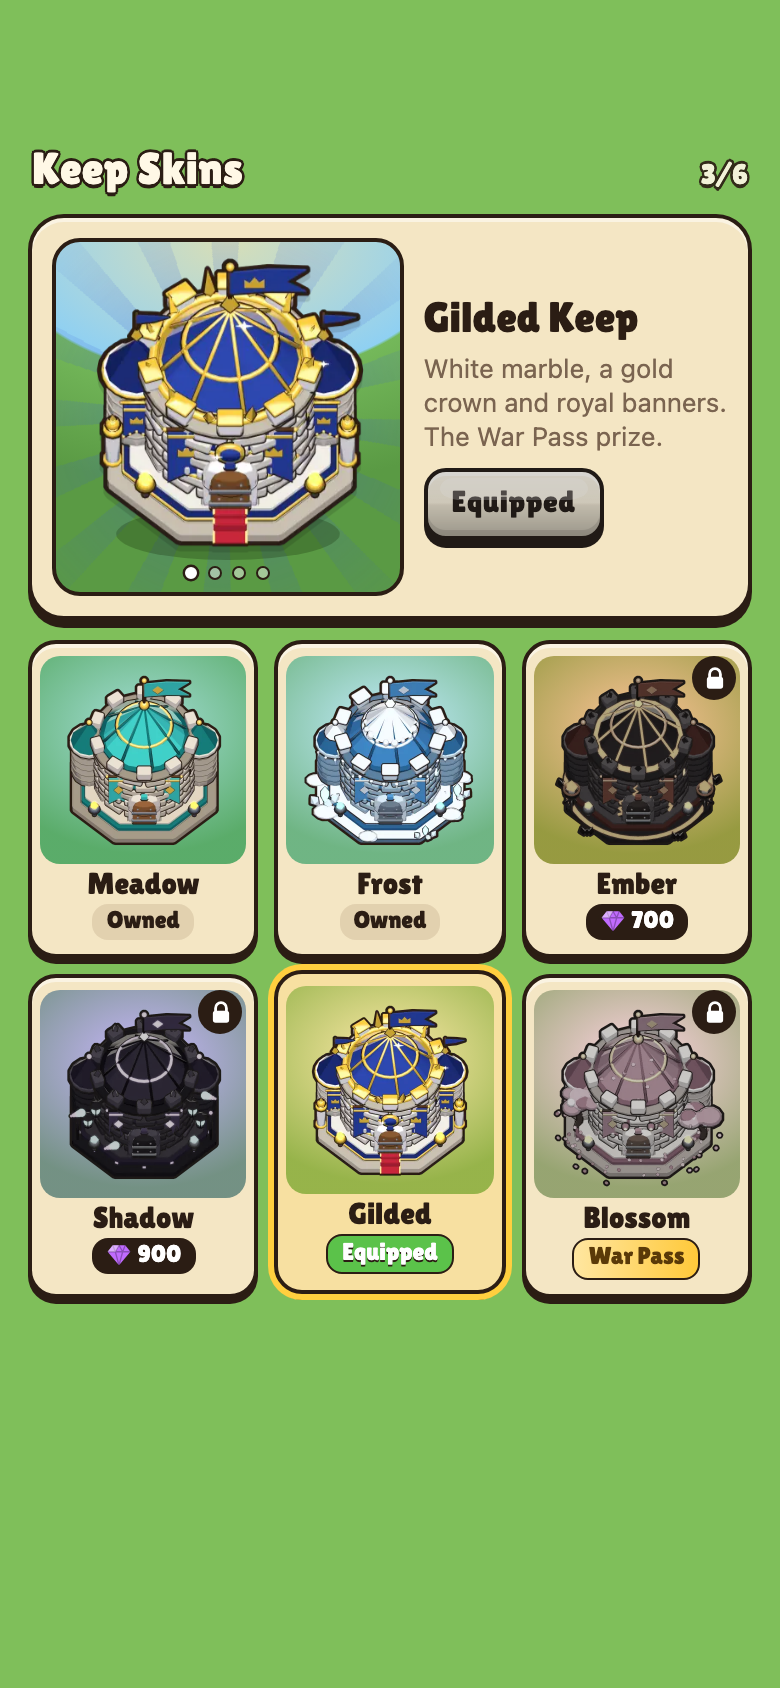 Keep Skins
3/6
Gilded Keep
White marble, a gold
crown and royal banners.
The War Pass prize.
Equipped
Meadow
Owned
Frost
Owned
Ember
700
Shadow
900
Gilded
Equipped
Blossom
War Pass